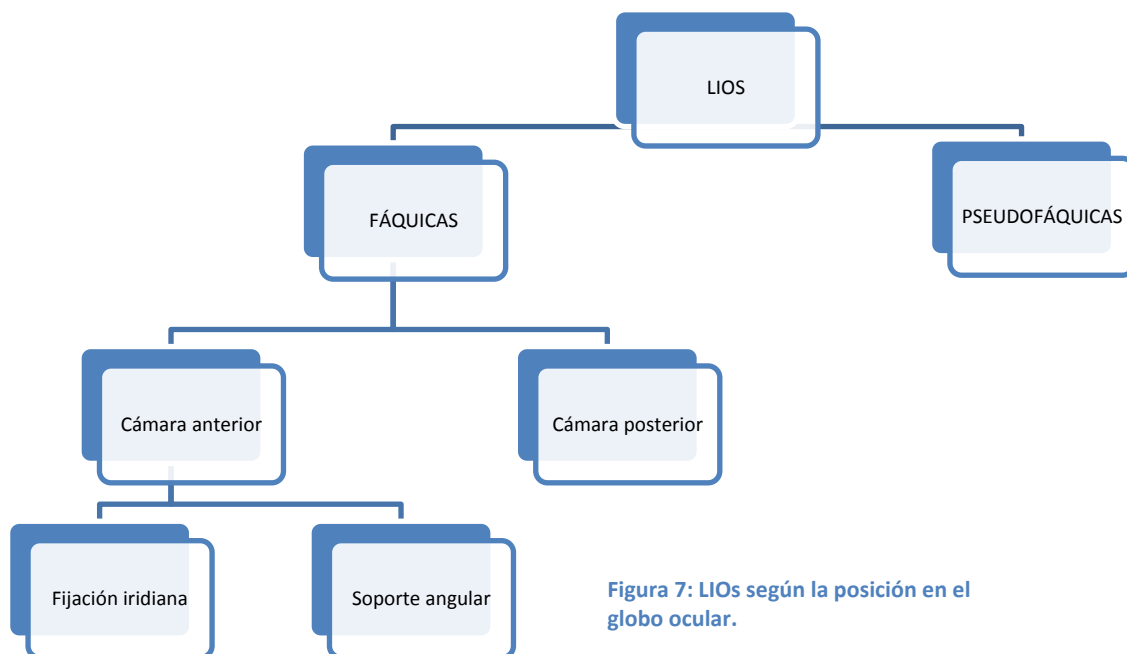 LIOS
FÁQUICAS
PSEUDOFÁQUICAS
Cámara anterior
Cámara posterior
Fijación iridiana
Soporte angular
Figura 7: LIOs según la posición en el
globo ocular.